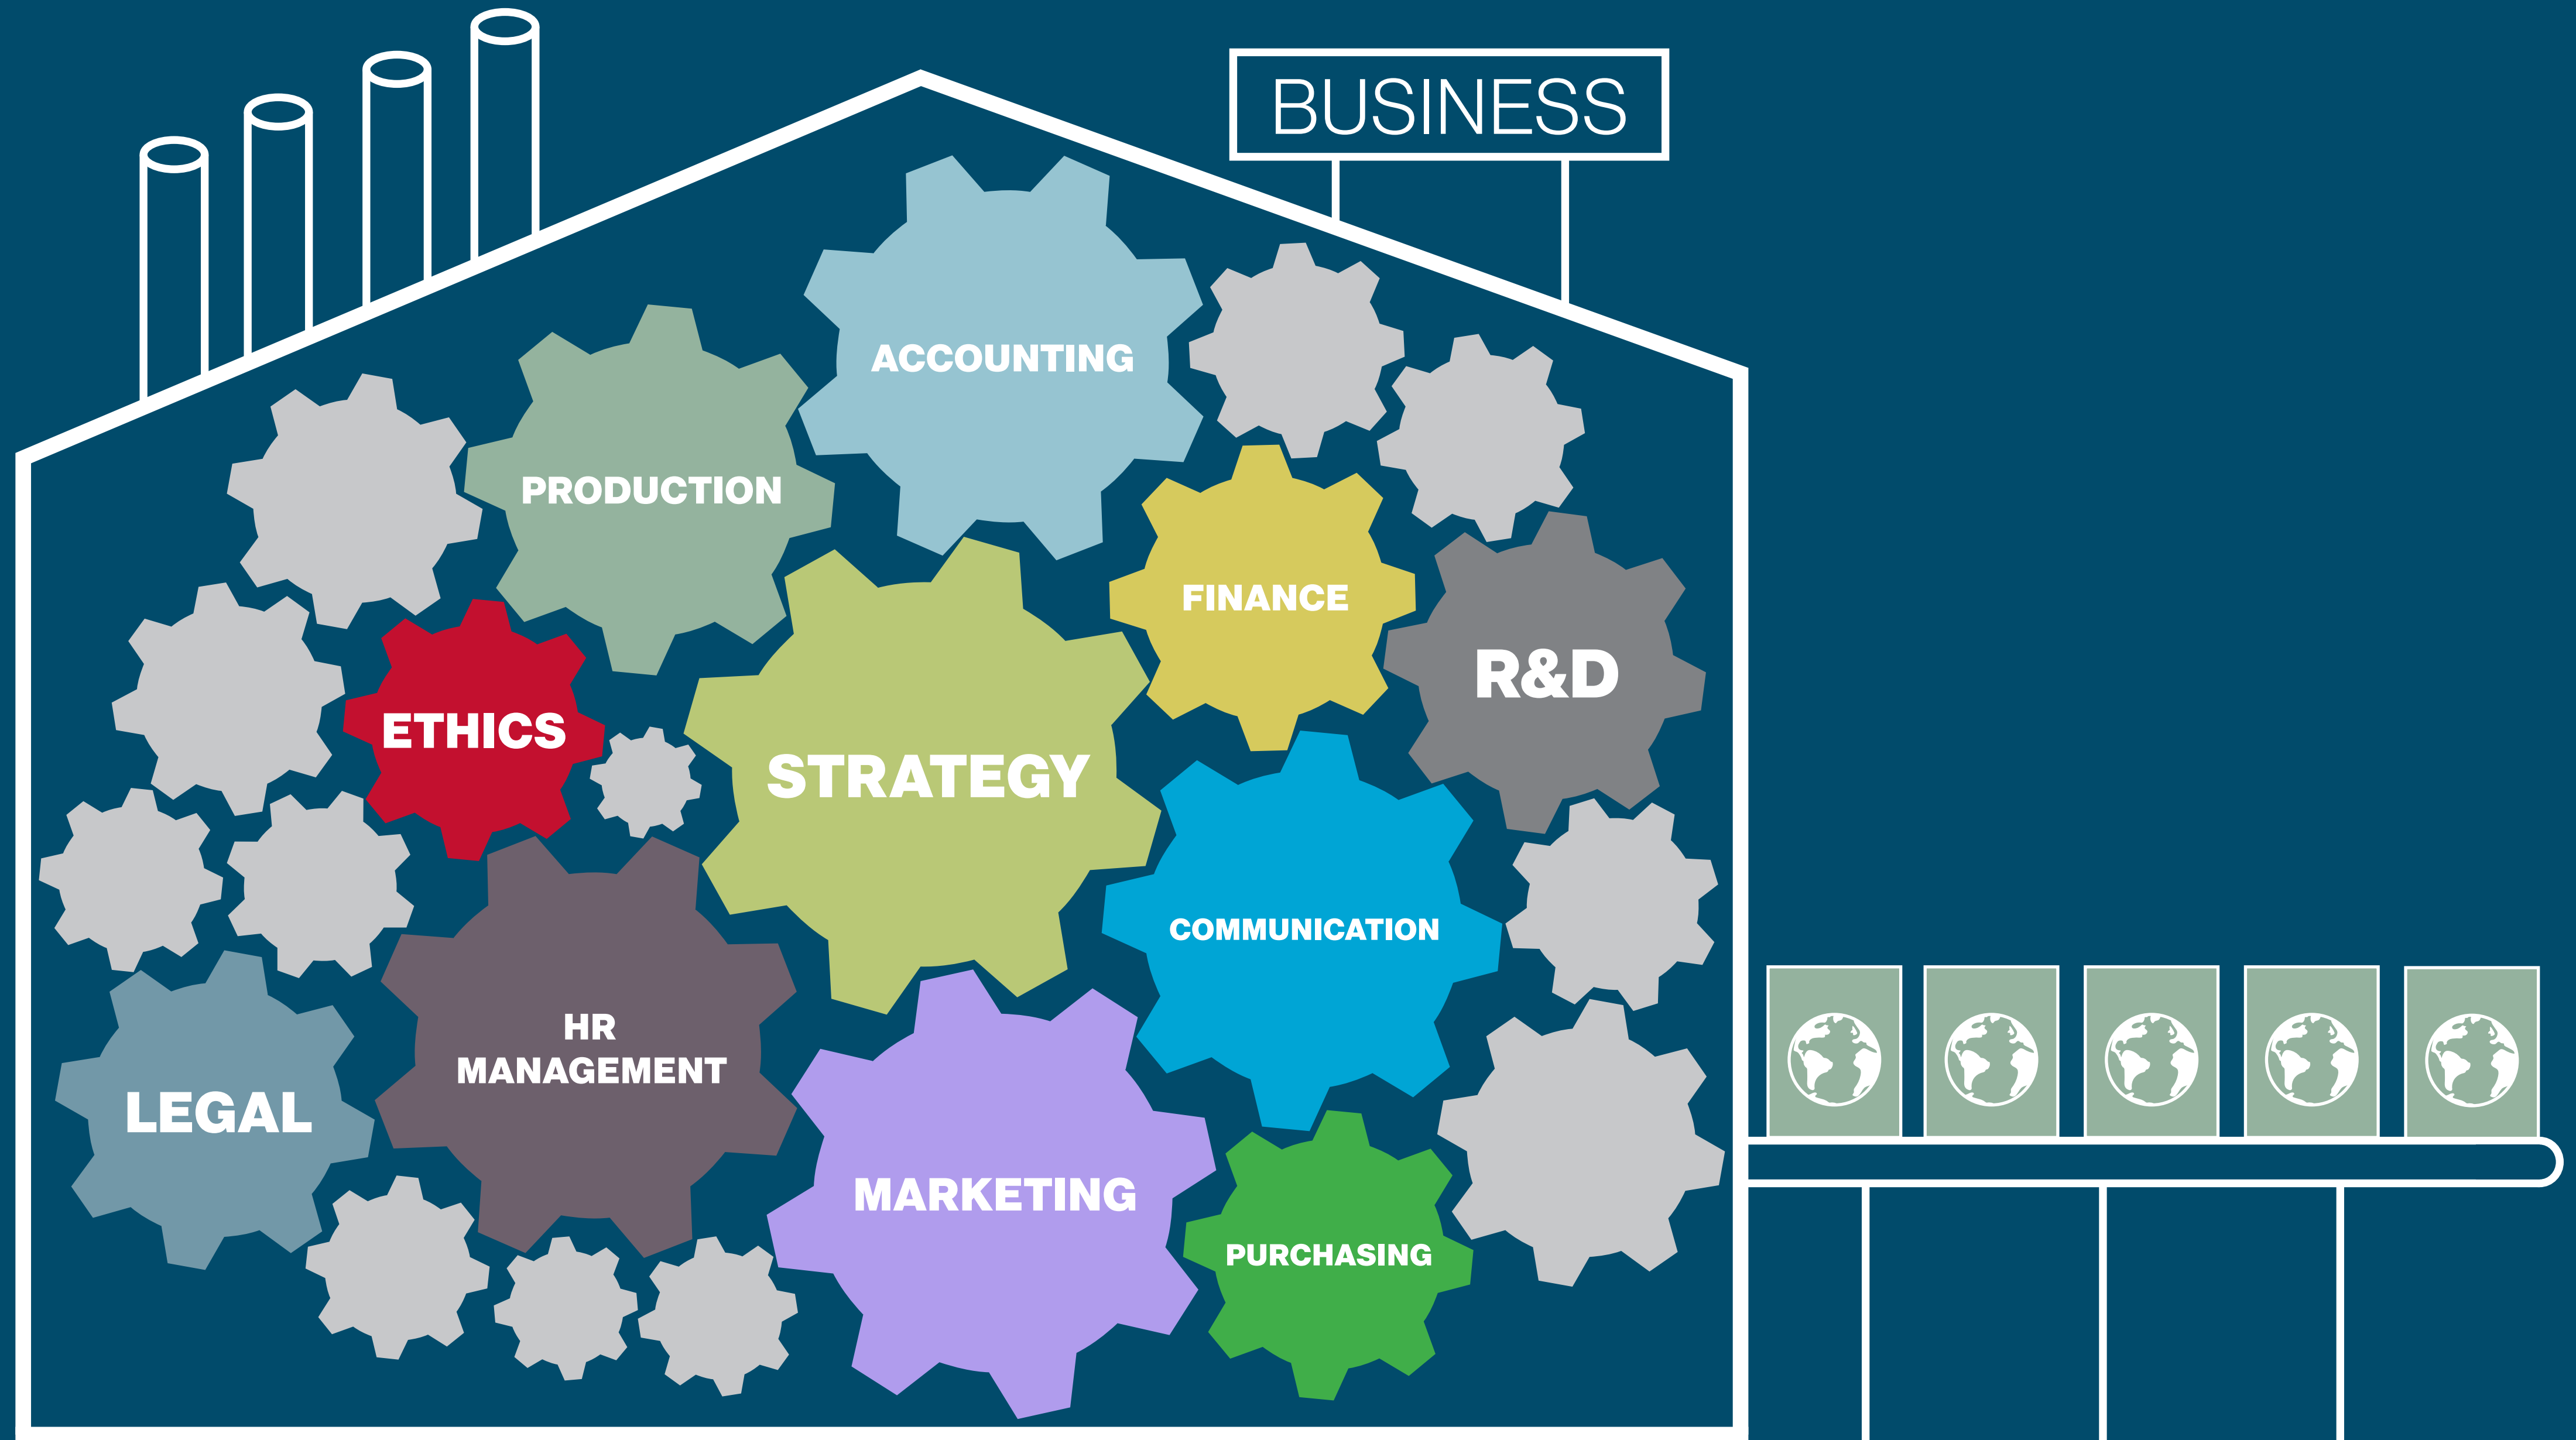 BUSINESS
ACCOUNTING
PRODUCTION
FINANCE
R&D
ETHICS
STRATEGY
COMMUNICATION
HR
MANAGEMENT
LEGAL
MARKETING
PURCHASING